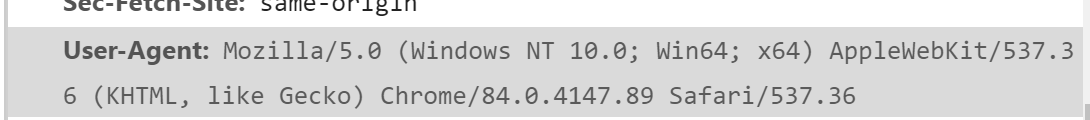 Sec-Fetch-Site: same-origin
User-Agent: Mozilla/5.0 (Windows NT 10.0; Win64; x64) AppleWebKit/537.3
6 (KHTML, like Gecko) Chrome/84.0.4147.89 Safari/537.36